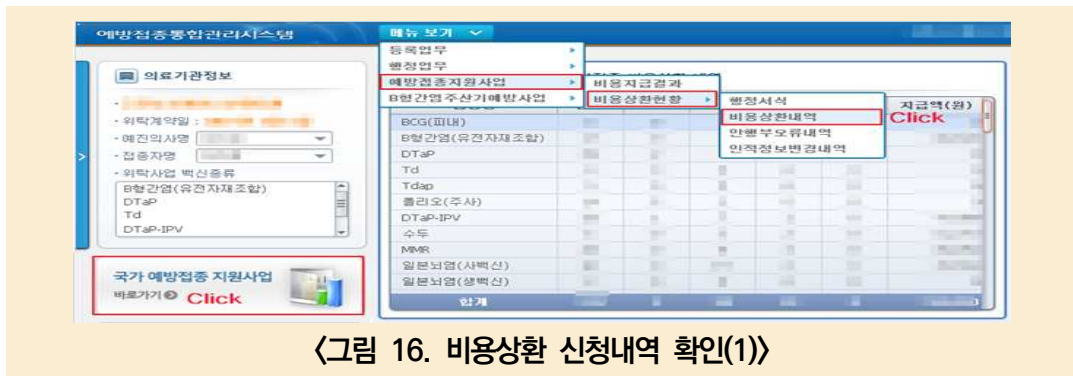 예방접종통합관리시스템
메뉴 보기
등록업무
행정업무
예방접종지원사업
B형간염주산기예방사업
비용지급결과
비용상환현황
행정서식
비용상환내역
안행부오류내역
인적정보변경내역
지급액(원)
Click
의료기관정보
- 위탁계약일 :
- 예진의사명
- 접종자명
- 위탁사업 백신종류
B형간염(유전자재조합)
DTaP
Td
DTaP-IPV
국가 예방접종 지원사업
바로가기
Click
BCG(피내)
B형간염(유전자재조합)
DTaP
Td
Tdap
폴리오(주사)
DTaP-IPV
수두
MMR
일본뇌염(사백신)
일본뇌염(생백신)
합계
〈그림 16. 비용상환 신청내역 확인(1)〉